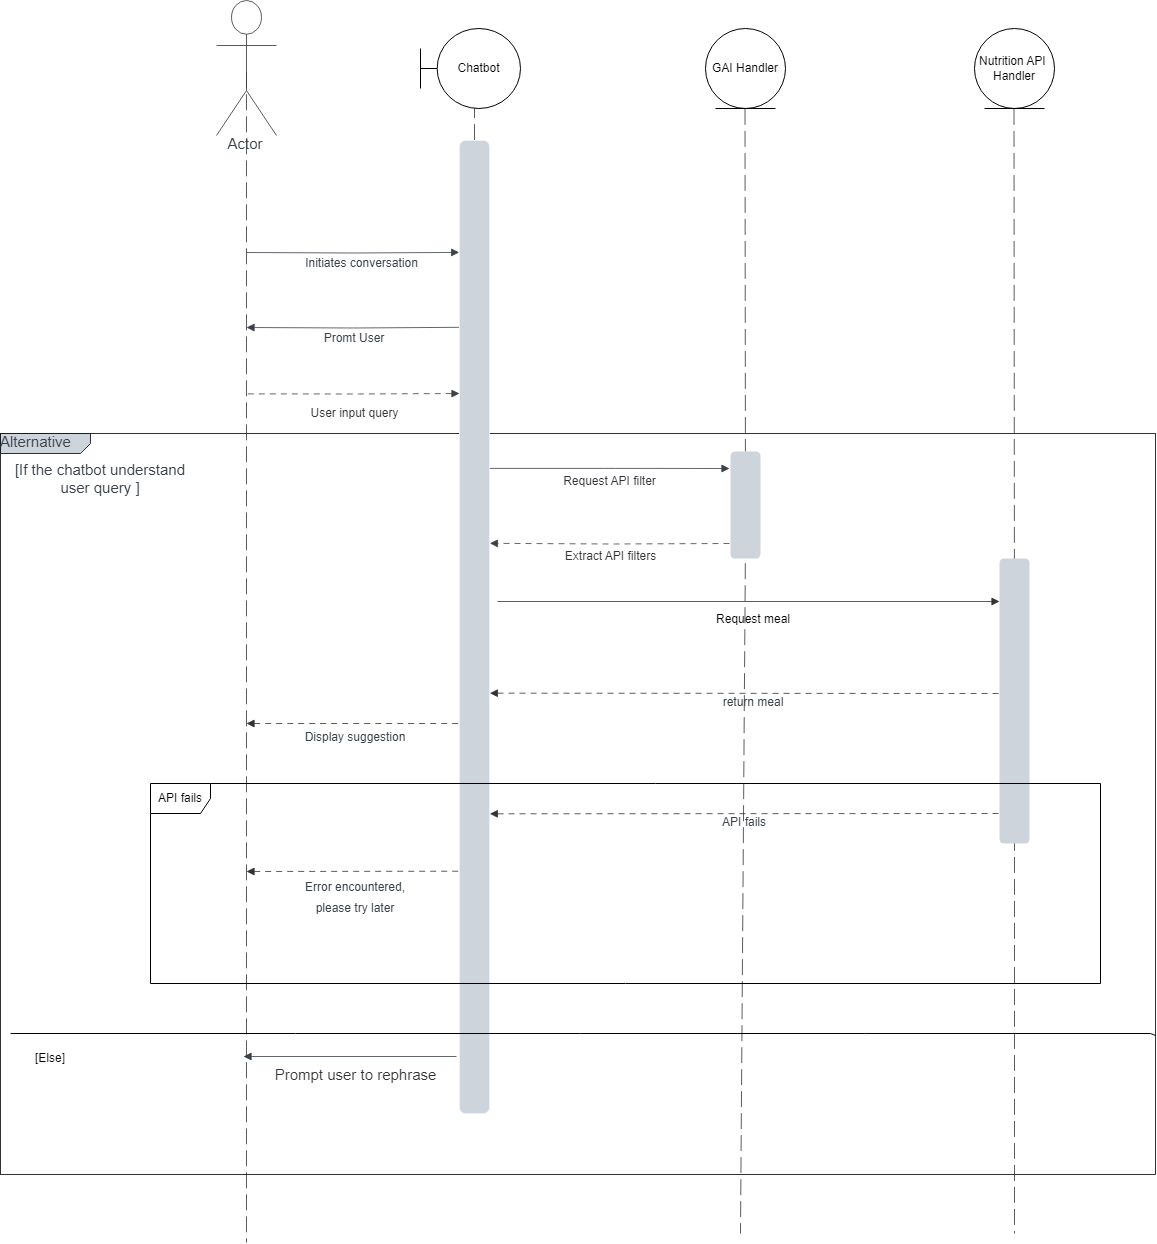 Actor
Chatbot
GAI Handler
Nutrition API
Handler
Initiates conversation
Promt User
User input query
Alternative
[If the chatbot understand
user query ]
Request API filter
Extract API filters
Request meal
return meal
Display suggestion
API fails
API fails
Error encountered,
please try later
[Else]
Prompt user to rephrase